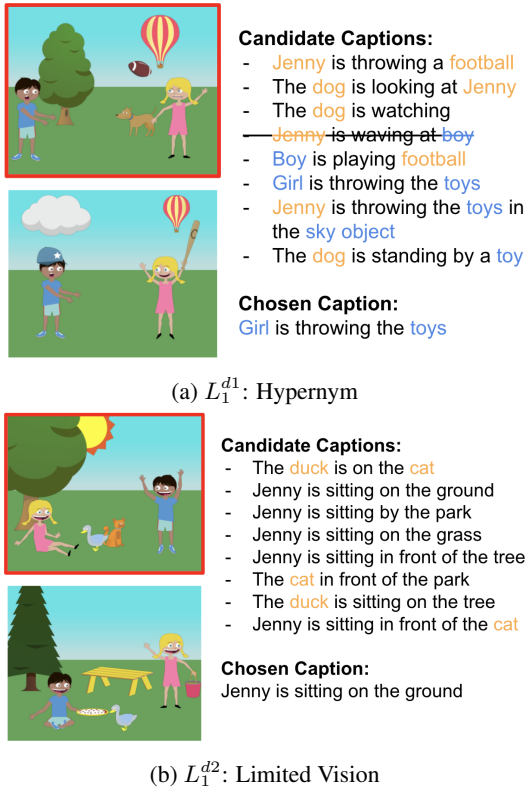 Candidate Captions:
- Jenny is throwing a football
- The dog is looking at Jenny
- The dog is watching
- Jenny is waving at boy
- Boy is playing football
- Girl is throwing the toys
- Jenny is throwing the toys in
the sky object
- The dog is standing by a toy
Chosen Caption:
Girl is throwing the toys
(a) $L_1^{d1}$: Hypernym
Candidate Captions:
- The duck is on the cat
- Jenny is sitting on the ground
- Jenny is sitting by the park
- Jenny is sitting on the grass
- Jenny is sitting in front of the tree
- The cat in front of the park
- The duck is sitting on the tree
- Jenny is sitting in front of the cat
Chosen Caption:
Jenny is sitting on the ground
(b) $L_1^{d2}$: Limited Vision